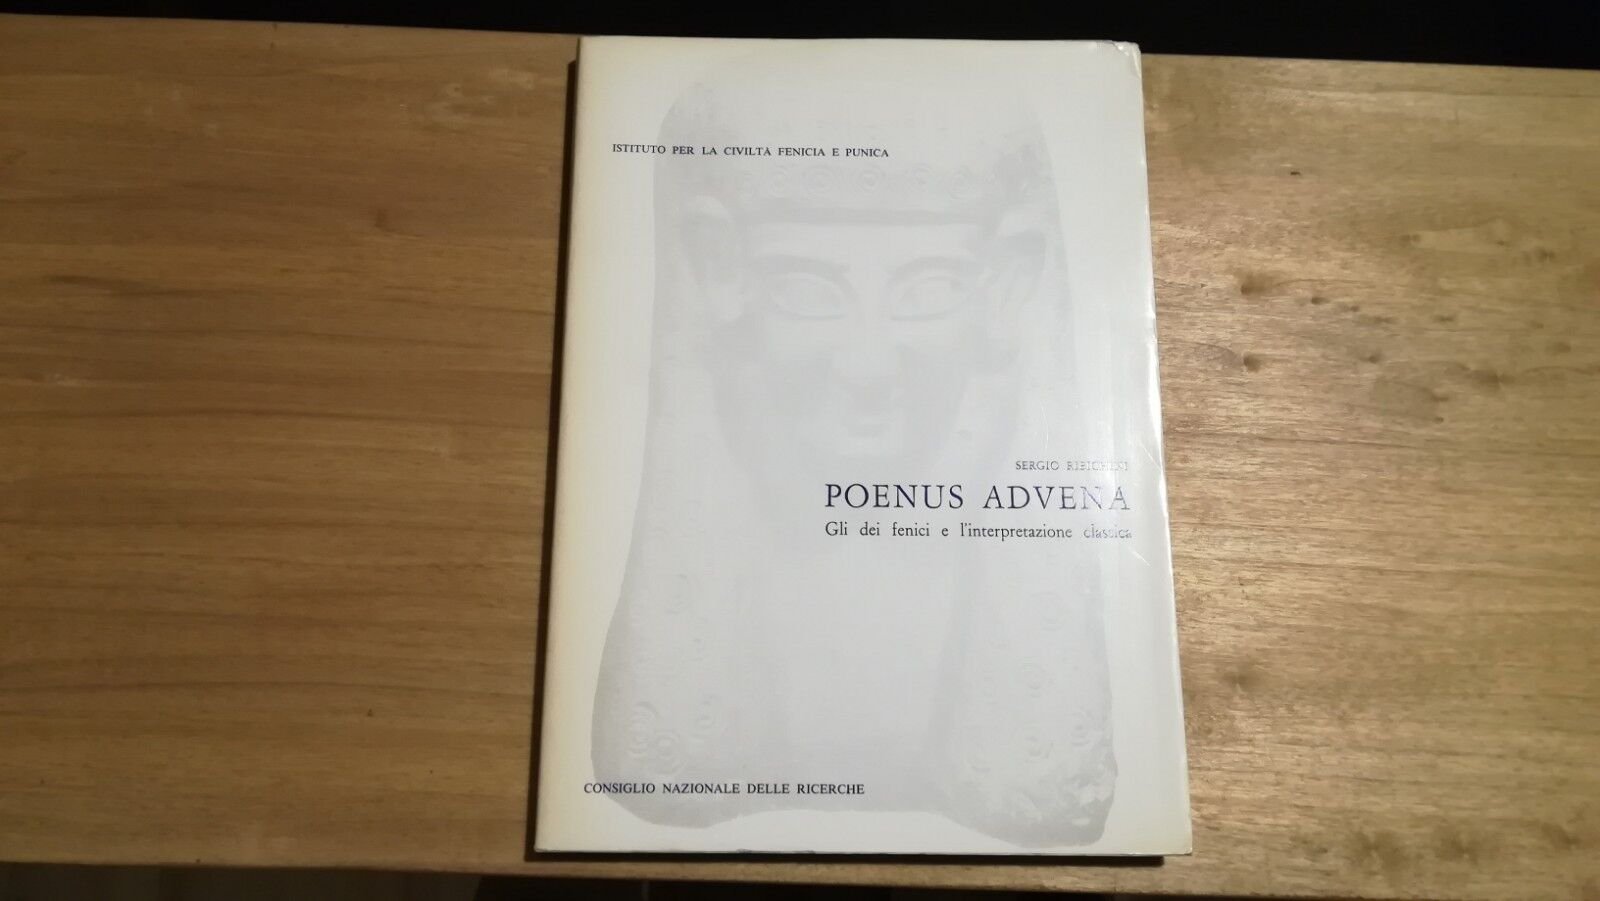 ISTITUTO PER LA CIVILTÀ FENICIA E PUNICA
SERGIO RIBICHINI
POENUS ADVENA
Gli dei fenici e l'interpretazione classica
CONSIGLIO NAZIONALE DELLE RICERCHE